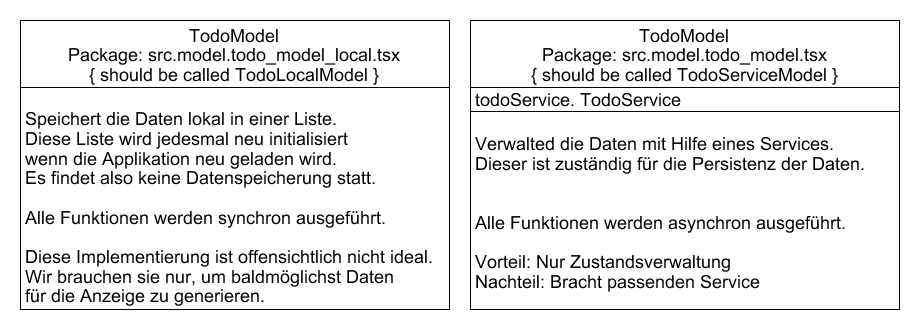 TodoModel
Package: src.model.todo_model_local.tsx
{ should be called TodoLocalModel }
Speichert die Daten lokal in einer Liste.
Diese Liste wird jedesmal neu initialisiert
wenn die Applikation neu geladen wird.
Es findet also keine Datenspeicherung statt.
Alle Funktionen werden synchron ausgeführt.
Diese Implementierung ist offensichtlich nicht ideal.
Wir brauchen sie nur, um baldmöglichst Daten
für die Anzeige zu generieren.
TodoModel
Package: src.model.todo_model.tsx
{ should be called TodoServiceModel }
todoService. TodoService
Verwalted die Daten mit Hilfe eines Services.
Dieser ist zuständig für die Persistenz der Daten.
Alle Funktionen werden asynchron ausgeführt.
Vorteil: Nur Zustandsverwaltung
Nachteil: Bracht passenden Service